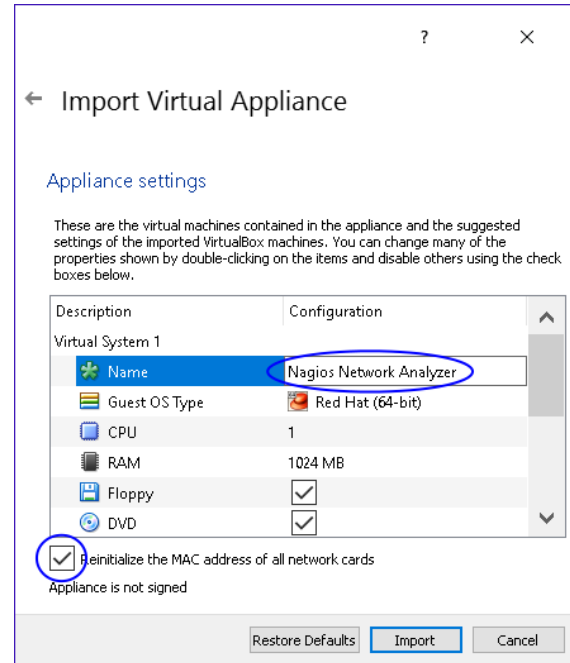 ?
Import Virtual Appliance
Appliance settings
These are the virtual machines contained in the appliance and the suggested
settings of the imported VirtualBox machines. You can change many of the
properties shown by double-clicking on the items and disable others using the check
boxes below.
Description Configuration
Virtual System 1
Name Nagios Network Analyzer
Guest OS Type Red Hat (64-bit)
CPU 1
RAM 1024 MB
Floppy
DVD
Reinitialize the MAC address of all network cards
Appliance is not signed
Restore Defaults Import Cancel